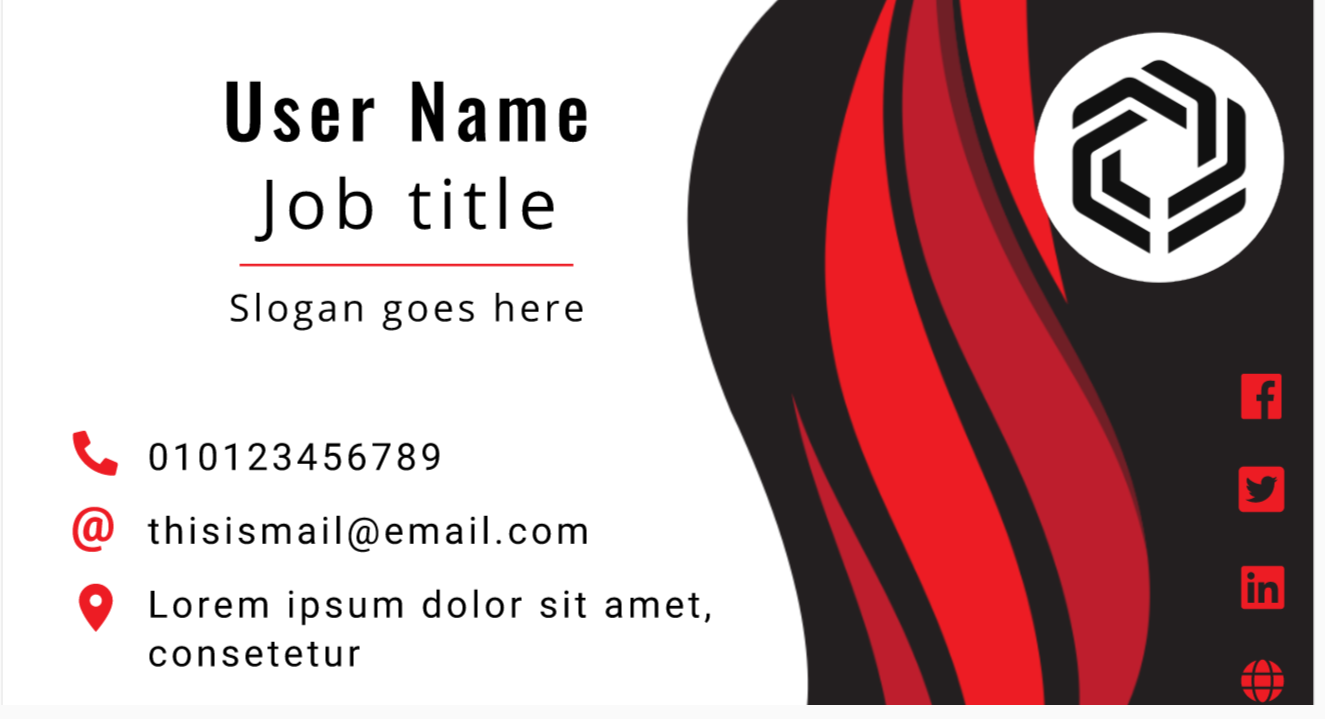 User Name
Job title
Slogan goes here
010123456789
@ thisismail@email.com
Lorem ipsum dolor sit amet,
consetetur